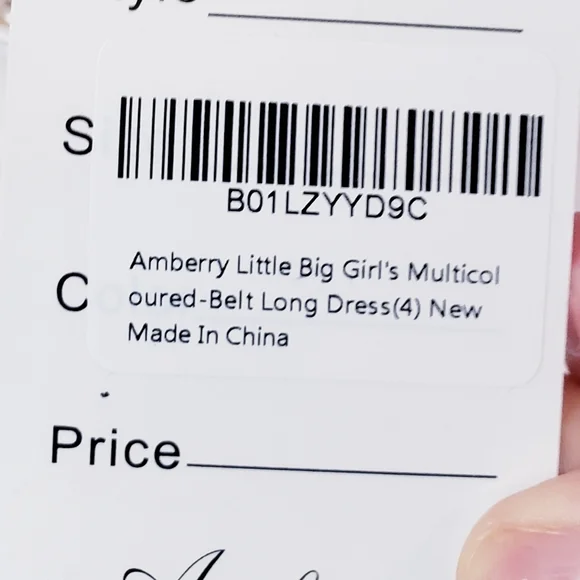 B01LZYYD9C
Amberry Little Big Girl's Multicol
oured-Belt Long Dress(4) New
Made In China
Price